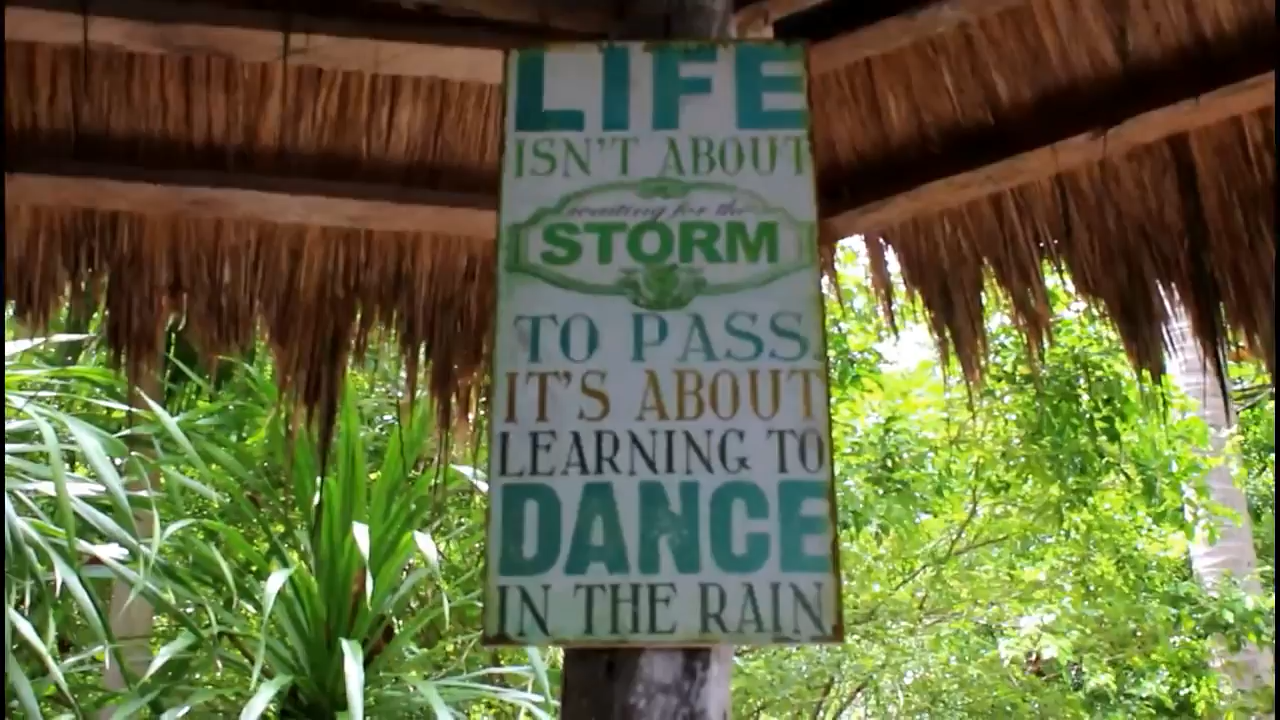 LIFE
ISN'T ABOUT
waiting for the
STORM
TO PASS.
IT'S ABOUT
LEARNING TO
DANCE
IN THE RAIN